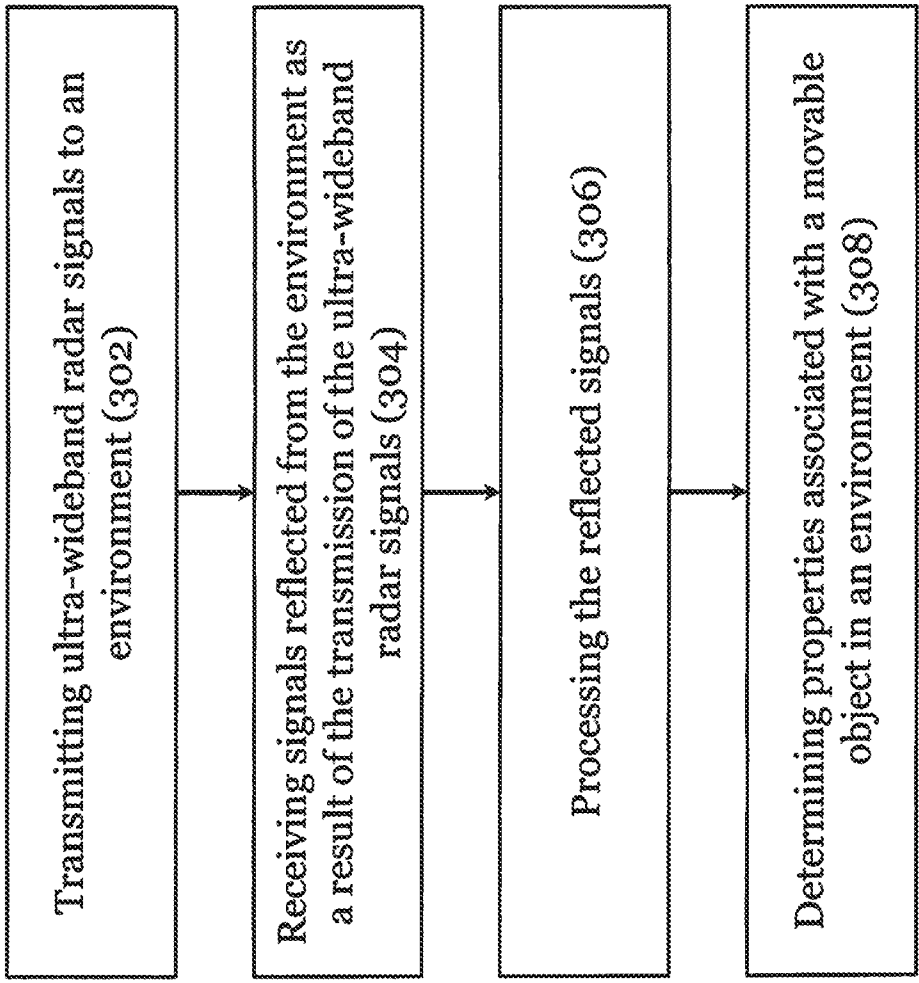 Transmitting ultra-wideband radar signals to an
environment (302)
Receiving signals reflected from the environment as
a result of the transmission of the ultra-wideband
radar signals (304)
Processing the reflected signals (306)
Determining properties associated with a movable
object in an environment (308)